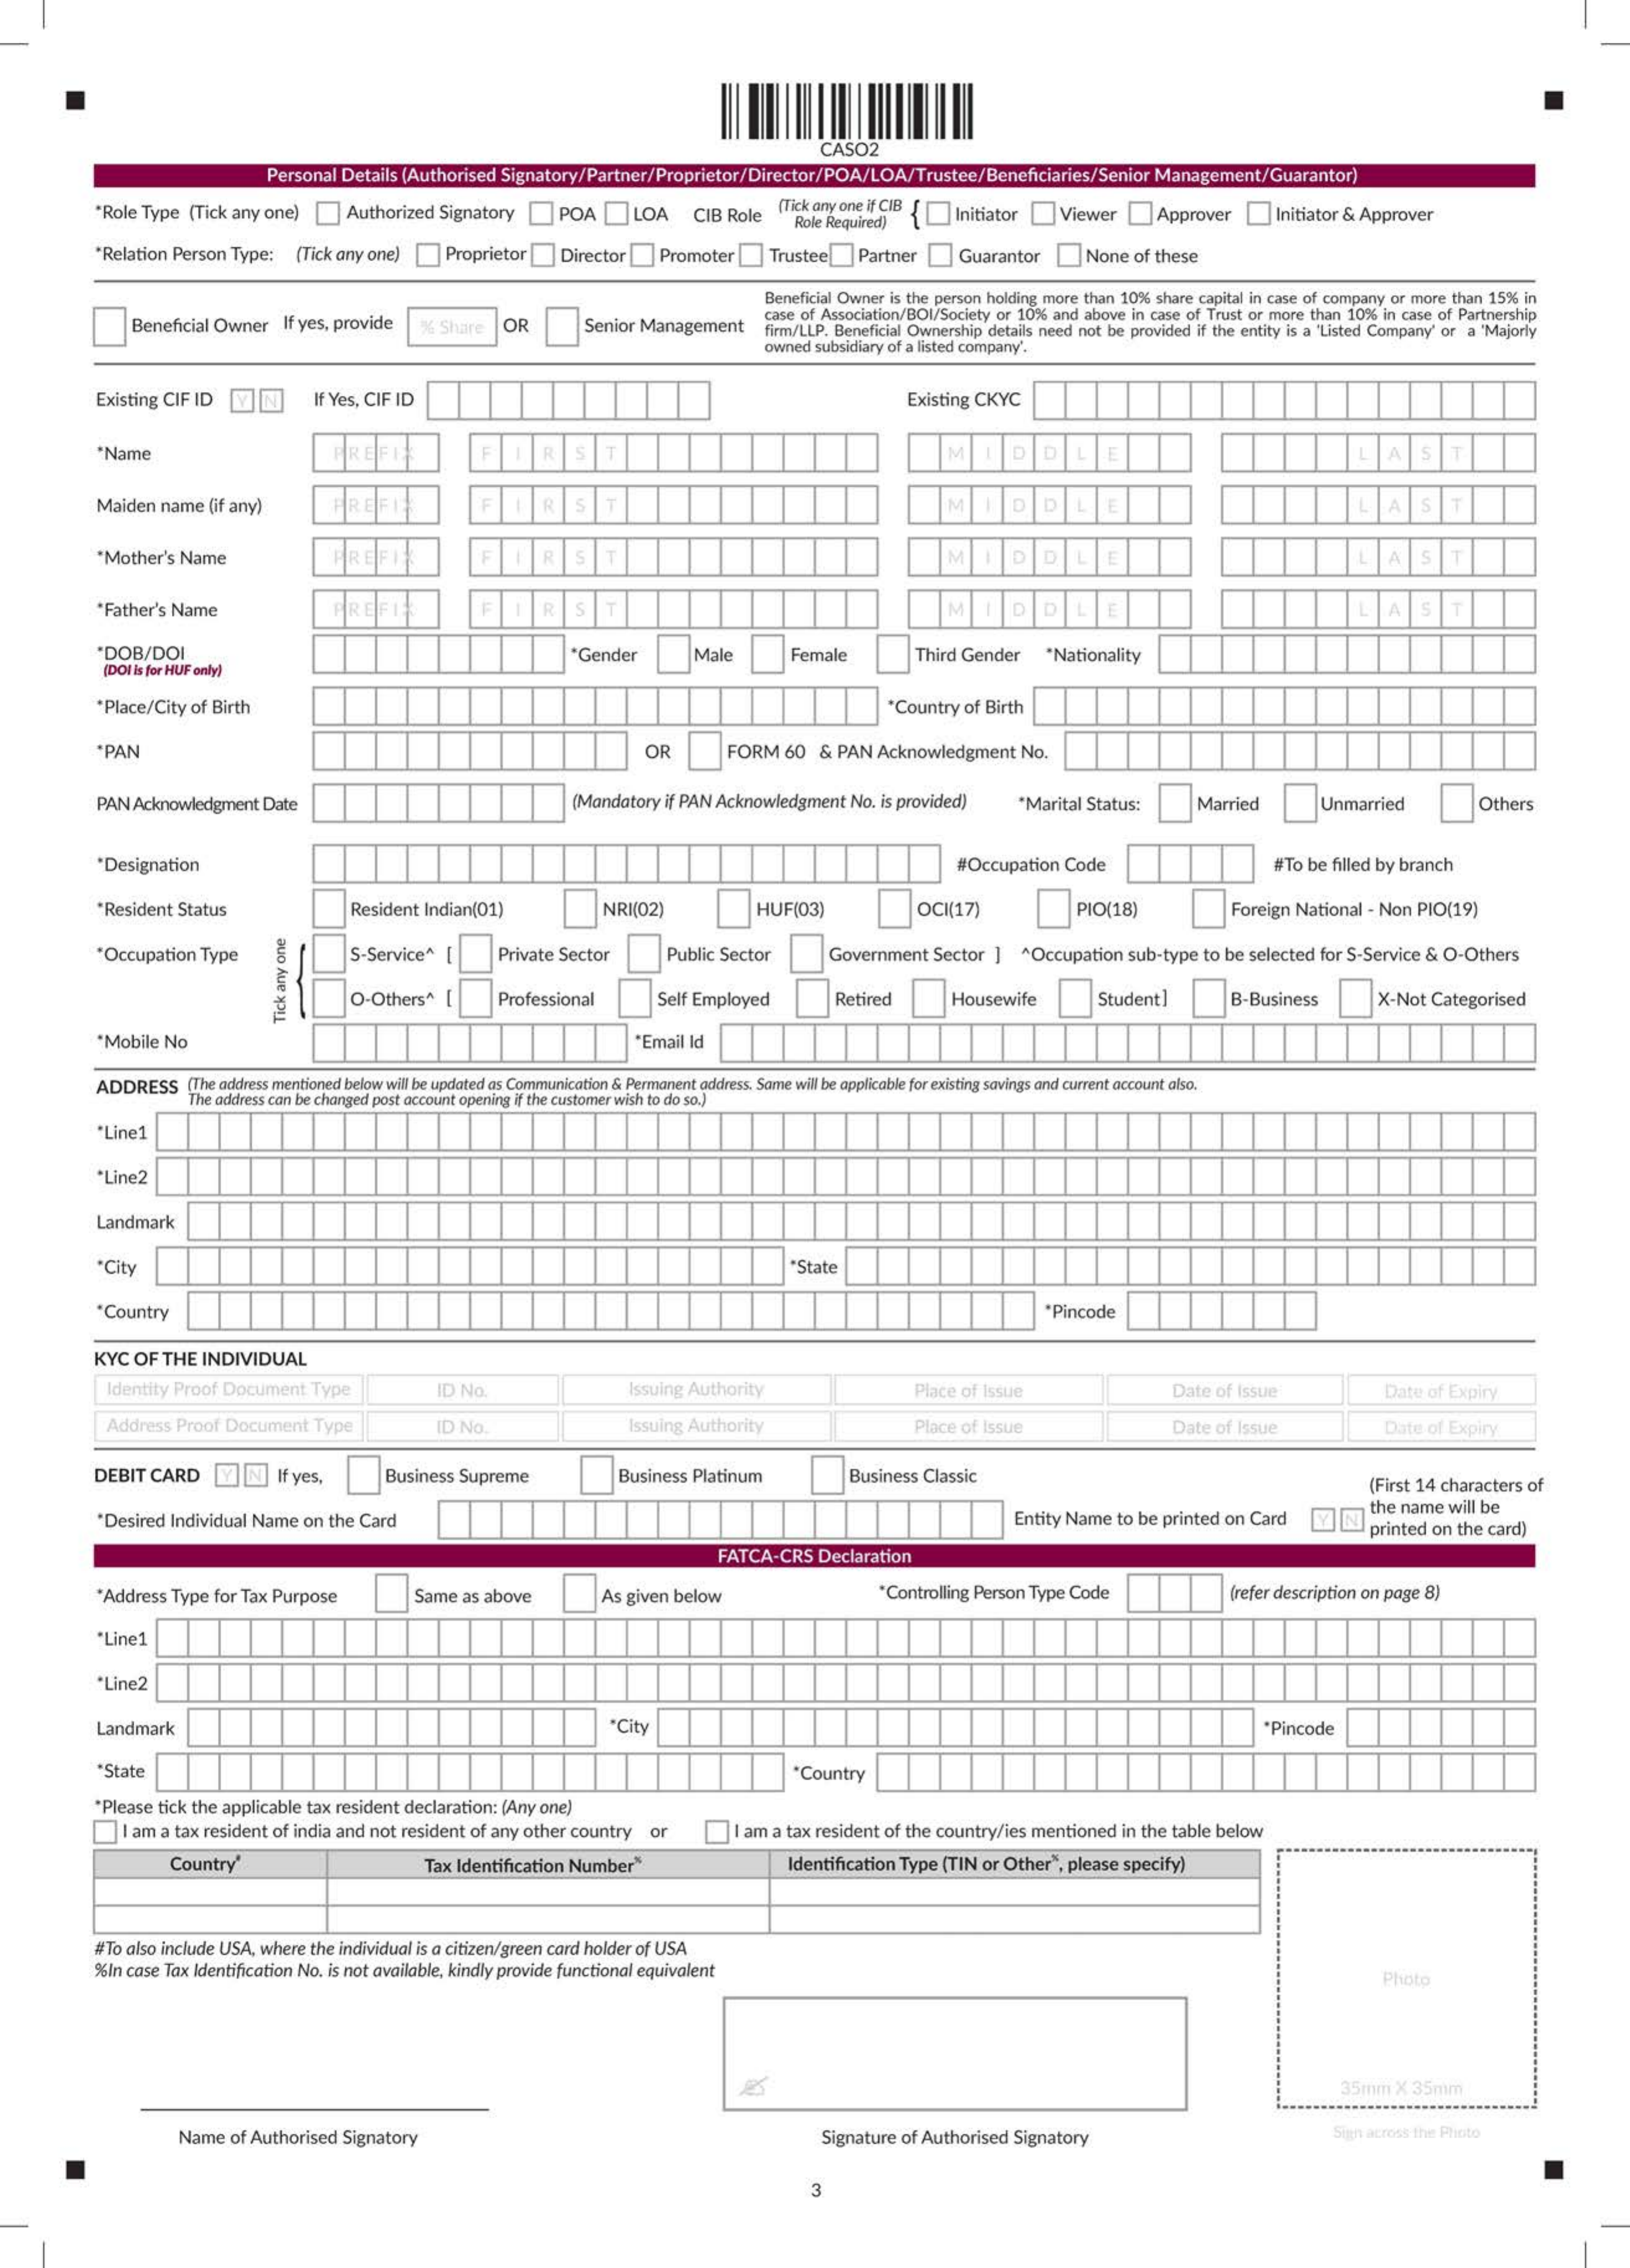 CASO2
Personal Details (Authorised Signatory/Partner/Proprietor/Director/POA/LOA/Trustee/Beneficiaries/Senior Management/Guarantor)
*Role Type (Tick any one) Authorized Signatory POA LOA CIB Role (Tick any one if CIB Role Required) { Initiator Viewer Approver Initiator & Approver
*Relation Person Type: (Tick any one) Proprietor Director Promoter Trustee Partner Guarantor None of these
Beneficial Owner If yes, provide % Share OR Senior Management
Beneficial Owner is the person holding more than 10% share capital in case of company or more than 15% in
case of Association/BOI/Society or 10% and above in case of Trust or more than 10% in case of Partnership
firm/LLP. Beneficial Ownership details need not be provided if the entity is a 'Listed Company' or a 'Majorly
owned subsidiary of a listed company'.
Existing CIF ID Y N If Yes, CIF ID Existing CKYC
*Name PREFIX FIRST MIDDLE LAST
Maiden name (if any) PREFIX FIRST MIDDLE LAST
*Mother's Name PREFIX FIRST MIDDLE LAST
*Father's Name PREFIX FIRST MIDDLE LAST
*DOB/DOI *Gender Male Female Third Gender *Nationality
(DOI is for HUF only)
*Place/City of Birth *Country of Birth
*PAN OR FORM 60 & PAN Acknowledgment No.
PAN Acknowledgment Date (Mandatory if PAN Acknowledgment No. is provided) *Marital Status: Married Unmarried Others
*Designation #Occupation Code #To be filled by branch
*Resident Status Resident Indian(01) NRI(02) HUF(03) OCI(17) PIO(18) Foreign National - Non PIO(19)
*Occupation Type Tick any one { S-Service^ [ Private Sector Public Sector Government Sector ] ^Occupation sub-type to be selected for S-Service & O-Others
O-Others^ [ Professional Self Employed Retired Housewife Student] B-Business X-Not Categorised
*Mobile No *Email Id
ADDRESS (The address mentioned below will be updated as Communication & Permanent address. Same will be applicable for existing savings and current account also.
The address can be changed post account opening if the customer wish to do so.)
*Line1
*Line2
Landmark
*City *State
*Country *Pincode
KYC OF THE INDIVIDUAL
Identity Proof Document Type ID No. Issuing Authority Place of Issue Date of Issue Date of Expiry
Address Proof Document Type ID No. Issuing Authority Place of Issue Date of Issue Date of Expiry
DEBIT CARD Y N If yes, Business Supreme Business Platinum Business Classic
*Desired Individual Name on the Card Entity Name to be printed on Card Y N
(First 14 characters of
the name will be
printed on the card)
FATCA-CRS Declaration
*Address Type for Tax Purpose Same as above As given below *Controlling Person Type Code (refer description on page 8)
*Line1
*Line2
Landmark *City *Pincode
*State *Country
*Please tick the applicable tax resident declaration: (Any one)
I am a tax resident of india and not resident of any other country or I am a tax resident of the country/ies mentioned in the table below
Country# Tax Identification Number% Identification Type (TIN or Other%, please specify)
#To also include USA, where the individual is a citizen/green card holder of USA
%In case Tax Identification No. is not available, kindly provide functional equivalent
Photo
35mm X 35mm
Sign across the Photo
Name of Authorised Signatory Signature of Authorised Signatory
3